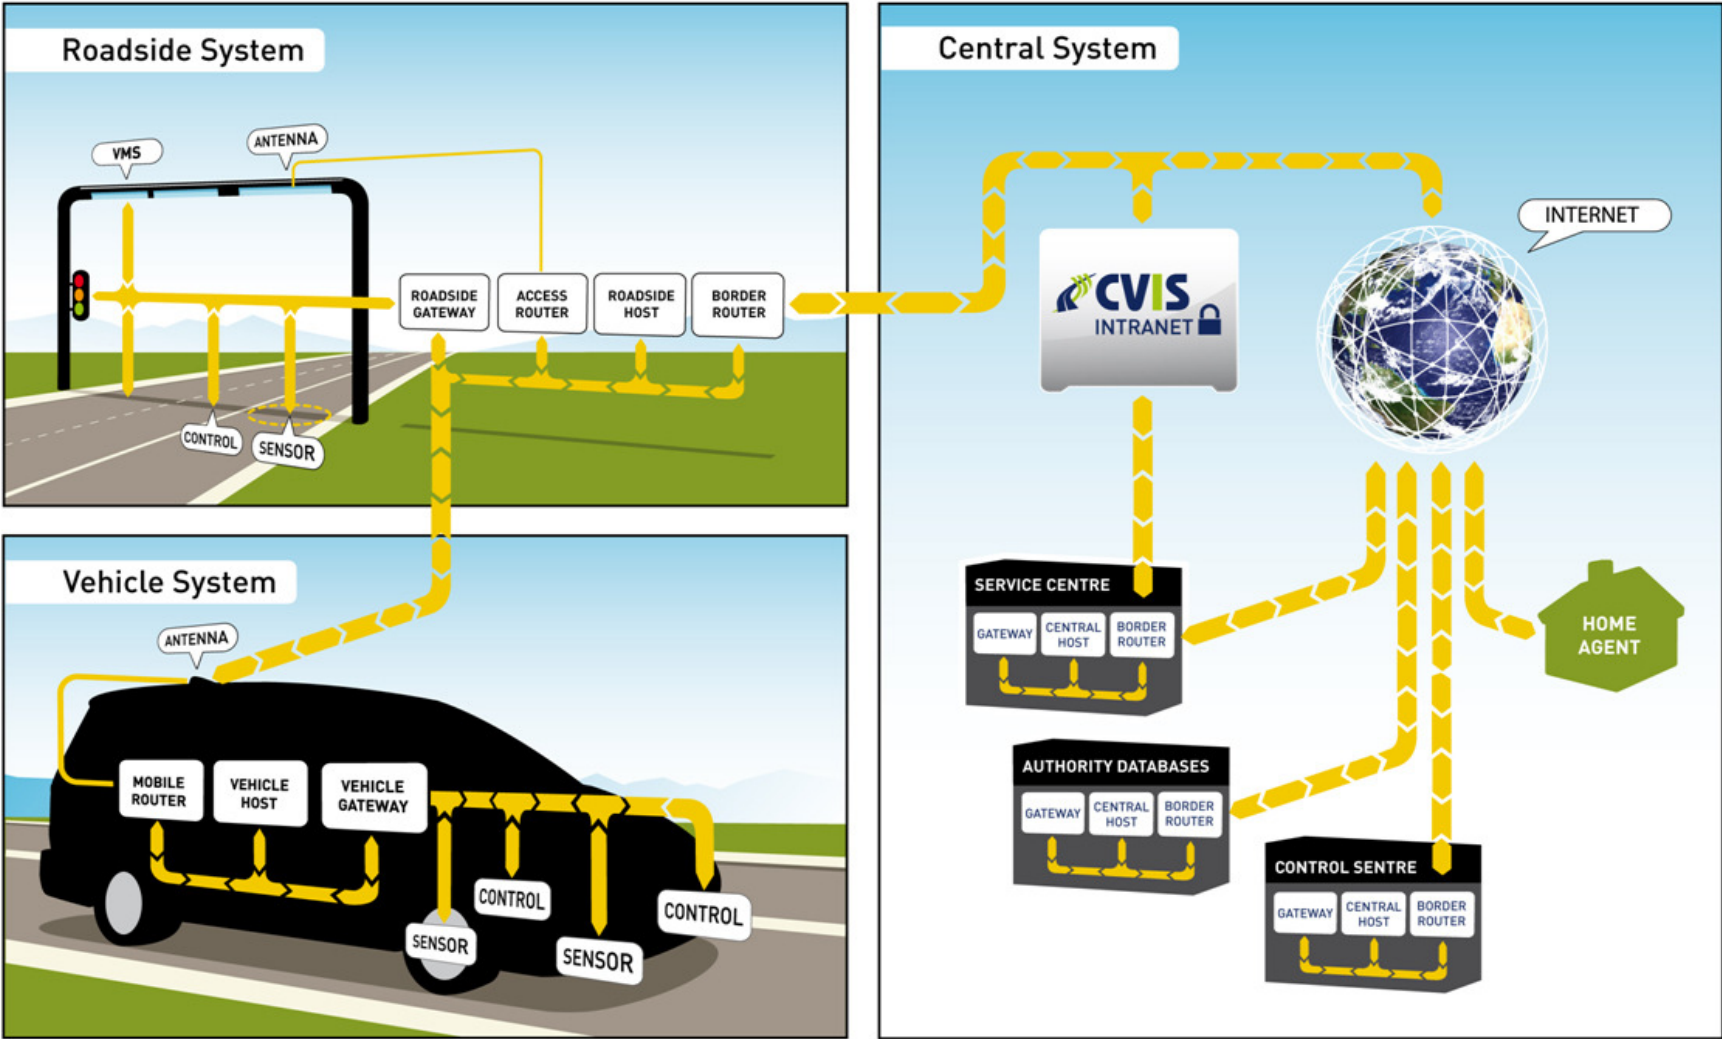 Roadside System
VMS
ANTENNA
ROADSIDE
GATEWAY
ACCESS
ROUTER
ROADSIDE
HOST
BORDER
ROUTER
CONTROL
SENSOR
Vehicle System
ANTENNA
MOBILE
ROUTER
VEHICLE
HOST
VEHICLE
GATEWAY
SENSOR
CONTROL
SENSOR
CONTROL
Central System
CVIS
INTRANET
INTERNET
SERVICE CENTRE
GATEWAY
CENTRAL
HOST
BORDER
ROUTER
HOME
AGENT
AUTHORITY DATABASES
GATEWAY
CENTRAL
HOST
BORDER
ROUTER
CONTROL SENTRE
GATEWAY
CENTRAL
HOST
BORDER
ROUTER